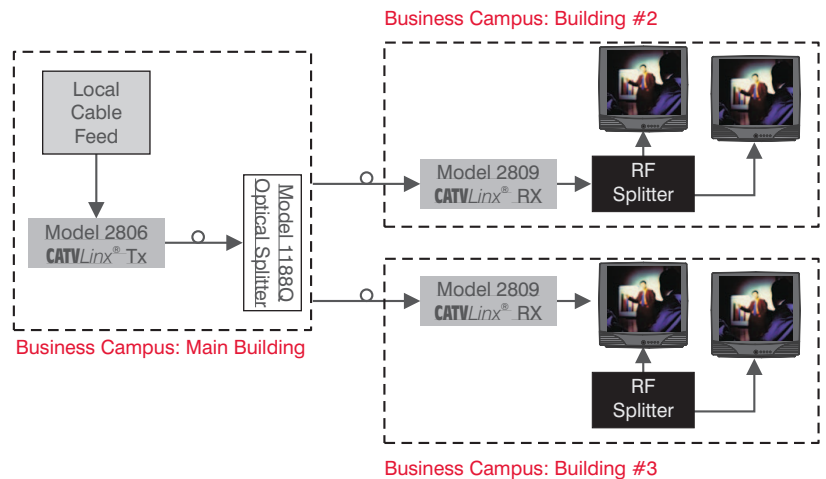 Business Campus: Building #2
Local
Cable
Feed
Model 2806
CATVLinx® Tx
Model 1188Q
Optical Splitter
Business Campus: Main Building
Model 2809
CATVLinx® RX
RF
Splitter
Model 2809
CATVLinx® RX
RF
Splitter
Business Campus: Building #3